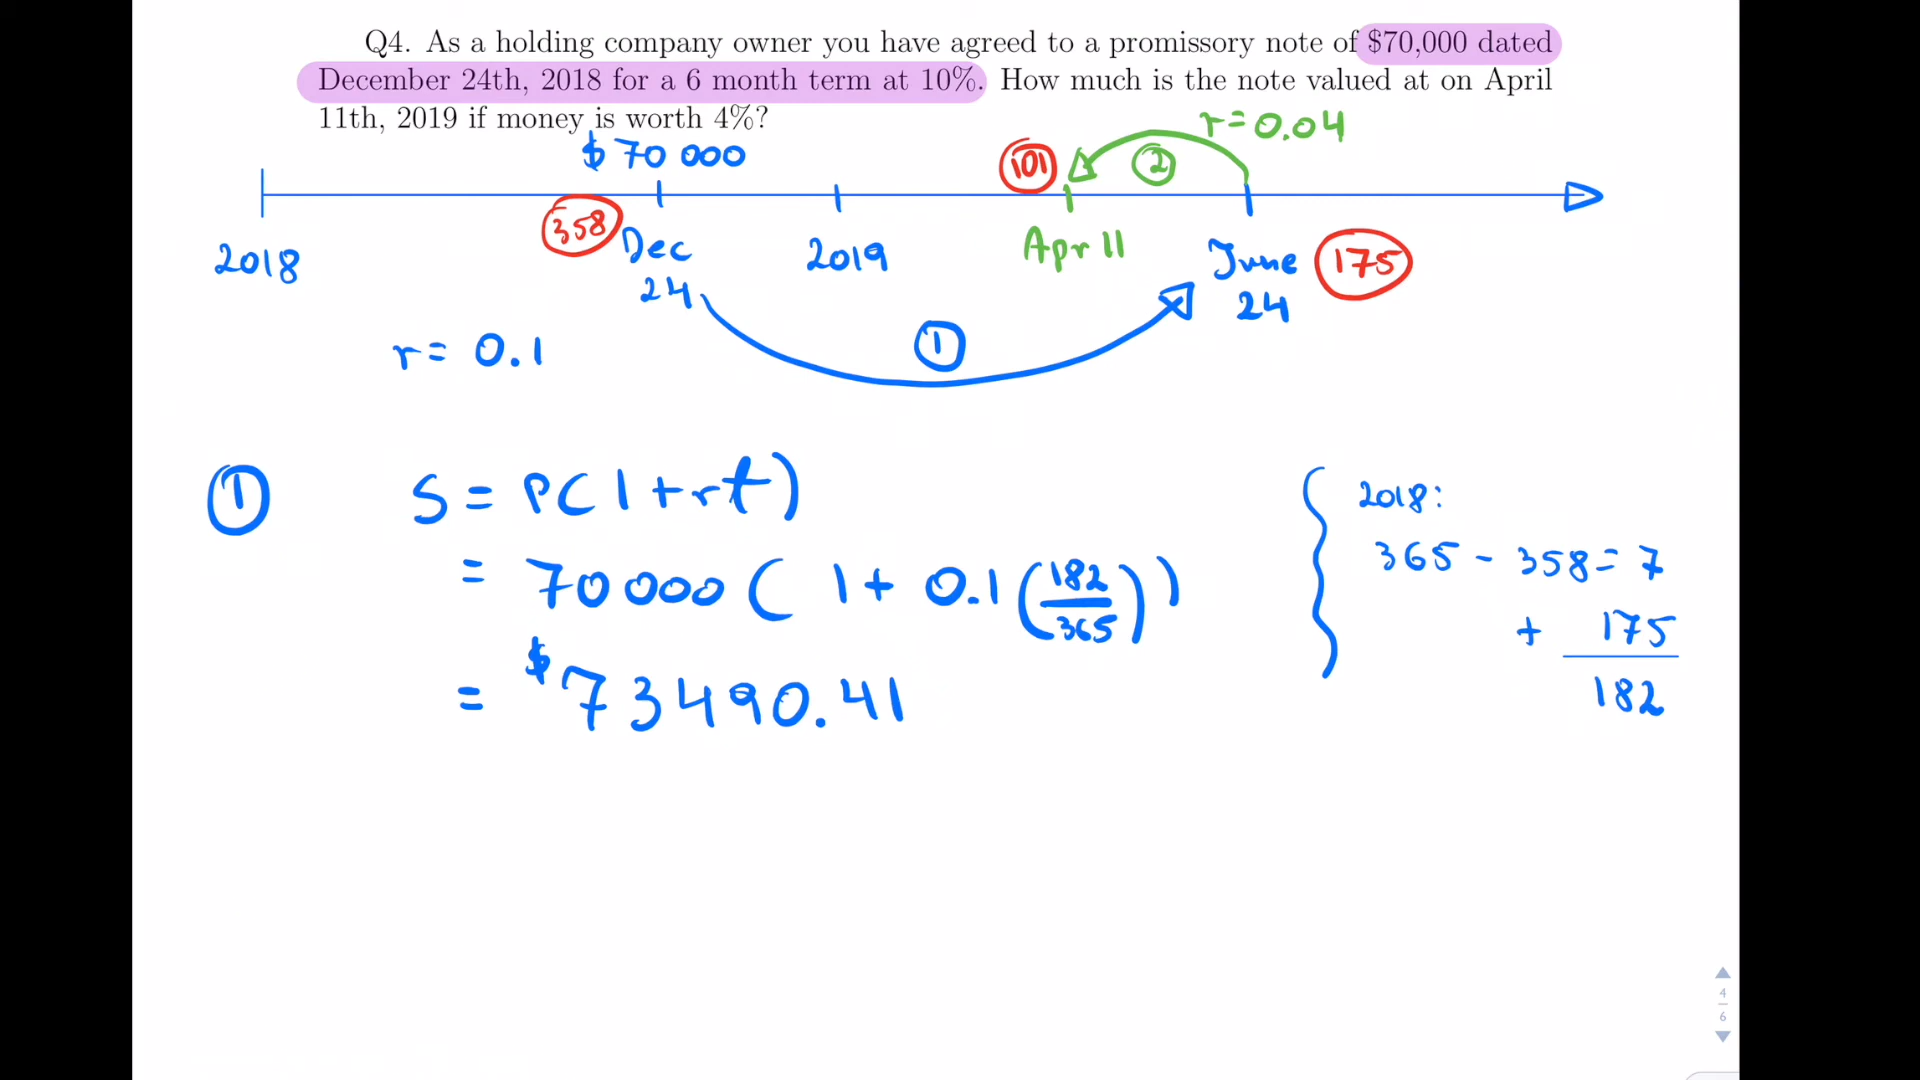 Q4. As a holding company owner you have agreed to a promissory note of $70,000 dated
December 24th, 2018 for a 6 month term at 10%. How much is the note valued at on April
11th, 2019 if money is worth 4%?
r = 0.04
$ 70 000
101
2
358
2018
Dec
24
2019
Apr 11
June
24
175
r = 0.1
1
1
S = P(1+rt)
= 70 000 ( 1 + 0.1 (182/365))
= $73490.41
2018:
365 - 358 = 7
+ 175
182
4
6